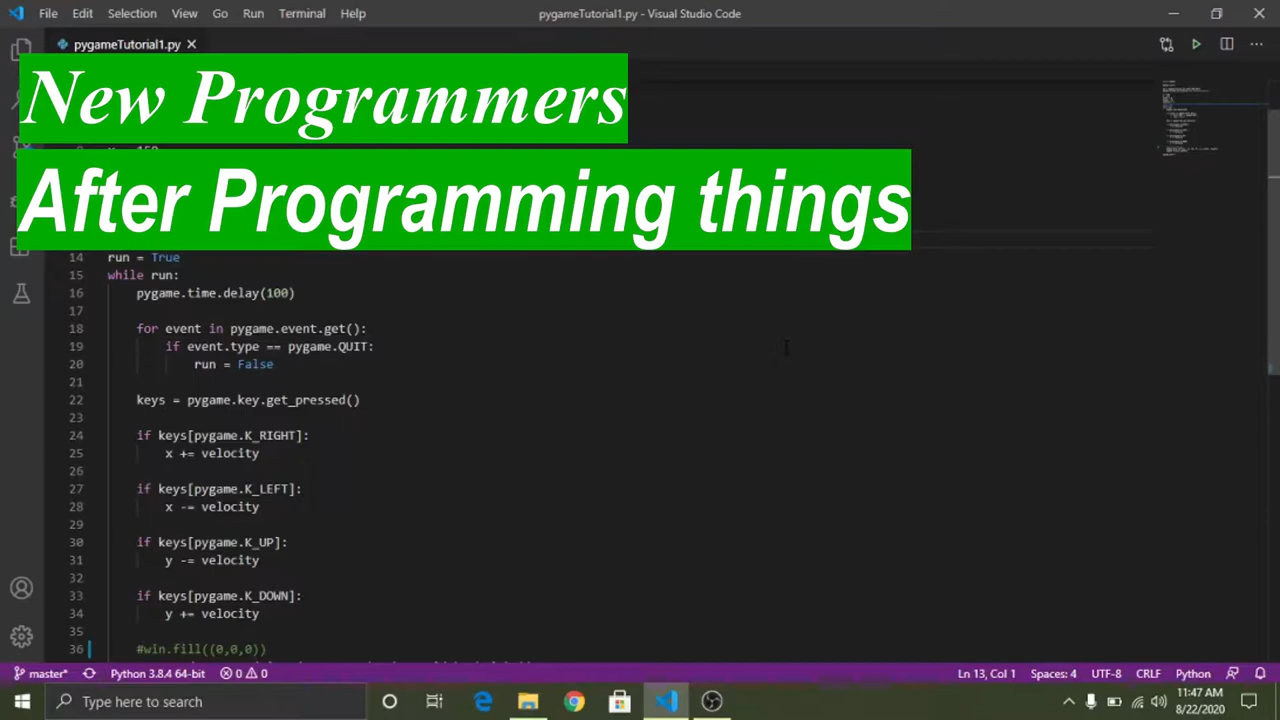 File Edit Selection View Go Run Terminal Help pygameTutorial1.py - Visual Studio Code
pygameTutorial1.py
New Programmers
After Programming things
14 run = True
15 while run:
16 pygame.time.delay(100)
17
18 for event in pygame.event.get():
19 if event.type == pygame.QUIT:
20 run = False
21
22 keys = pygame.key.get_pressed()
23
24 if keys[pygame.K_RIGHT]:
25 x += velocity
26
27 if keys[pygame.K_LEFT]:
28 x -= velocity
29
30 if keys[pygame.K_UP]:
31 y -= velocity
32
33 if keys[pygame.K_DOWN]:
34 y += velocity
35
36 #win.fill((0,0,0))
master* Python 3.8.4 64-bit 0 0 Ln 13, Col 1 Spaces: 4 UTF-8 CRLF Python
Type here to search
11:47 AM
8/22/2020